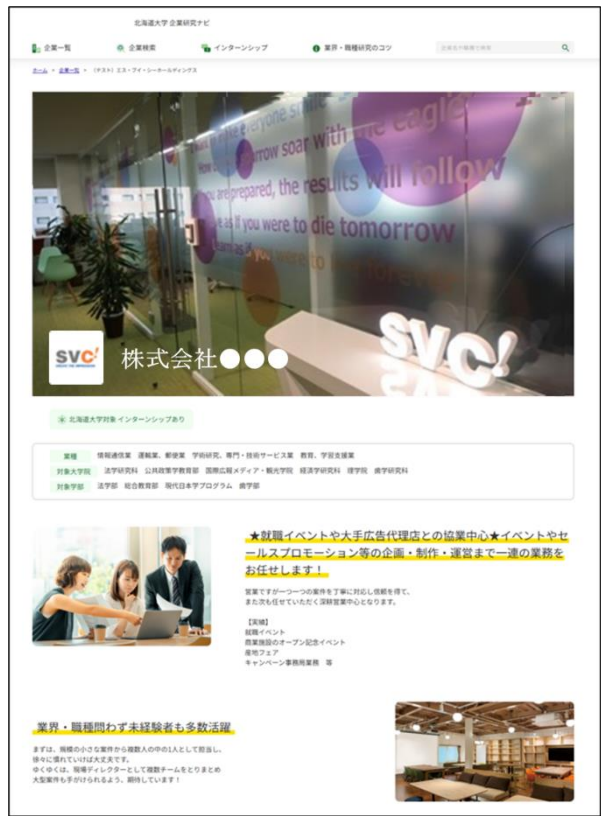 北海道大学 企業研究ナビ
企業一覧
企業検索
インターンシップ
業界・職種研究のコツ
ホーム
企業一覧
（テスト）エス・ブイ・シーホールディングス
make everyone smile
soar with the eagle
you are prepared, the results will follow
as if you were to die tomorrow
SVC!
SVC!
株式会社●●●
北海道大学対象 インターンシップあり
業種 情報通信業 運輸業、郵便業 学術研究、専門・技術サービス業 教育、学習支援業
対象大学院 法学研究科 公共政策学教育部 国際広報メディア・観光学院 経済学研究科 理学院 歯学研究科
対象学部 法学部 総合教育部 現代日本学プログラム 歯学部
★就職イベントや大手広告代理店との協業中心★イベントやセ
ールスプロモーション等の企画・制作・運営まで一連の業務を
お任せします！
営業ですが一つ一つの案件を丁寧に対応し信頼を得て、
また次も任せていただく深耕営業中心となります。
【実績】
就職イベント
商業施設のオープン記念イベント
産地フェア
キャンペーン事務局業務 等
業界・職種問わず未経験者も多数活躍
まずは、規模の小さな案件から複数人の中の1人として担当し、
徐々に慣れていけば大丈夫です。
ゆくゆくは、現場ディレクターとして複数チームをとりまとめ
大型案件も手がけられるよう、期待しています！